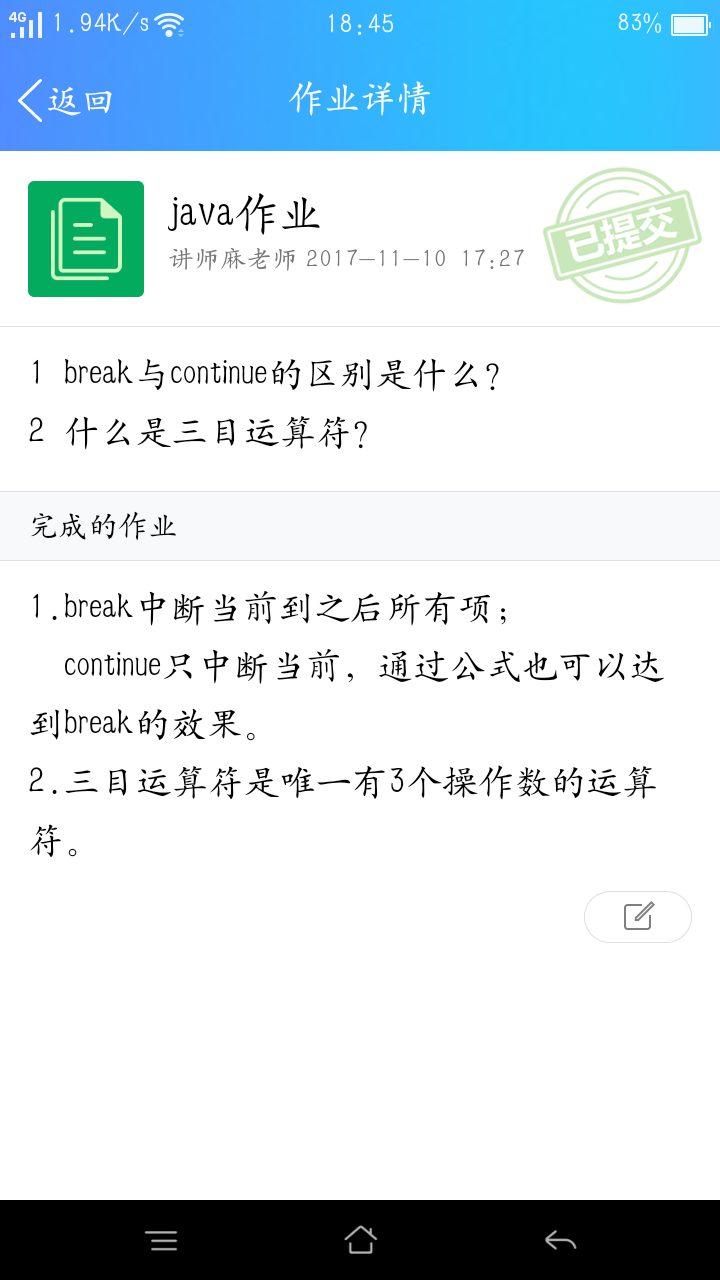 4G 1.94K/s 18:45 83%
返回 作业详情
java作业
讲师麻老师 2017-11-10 17:27
已提交
1 break与continue的区别是什么?
2 什么是三目运算符?
完成的作业
1.break中断当前到之后所有项;
continue只中断当前，通过公式也可以达
到break的效果。
2.三目运算符是唯一有3个操作数的运算
符。